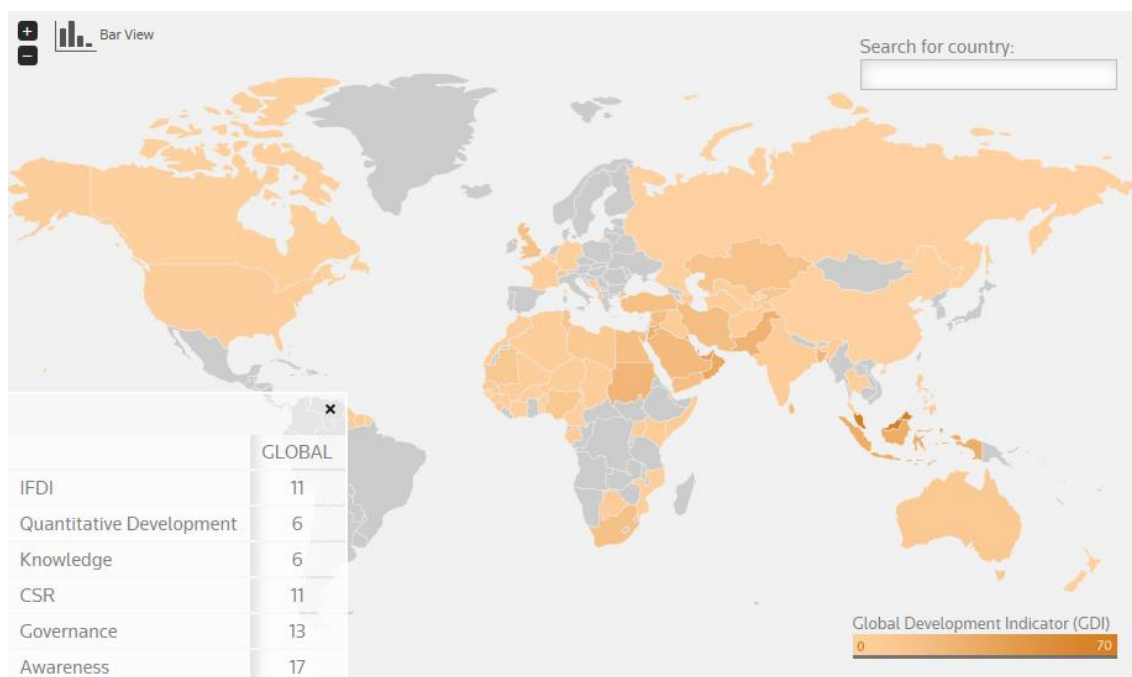 +
Bar View
−
Search for country:
×
GLOBAL
IFDI 11
Quantitative Development 6
Knowledge 6
CSR 11
Governance 13
Awareness 17
Global Development Indicator (GDI)
0 70